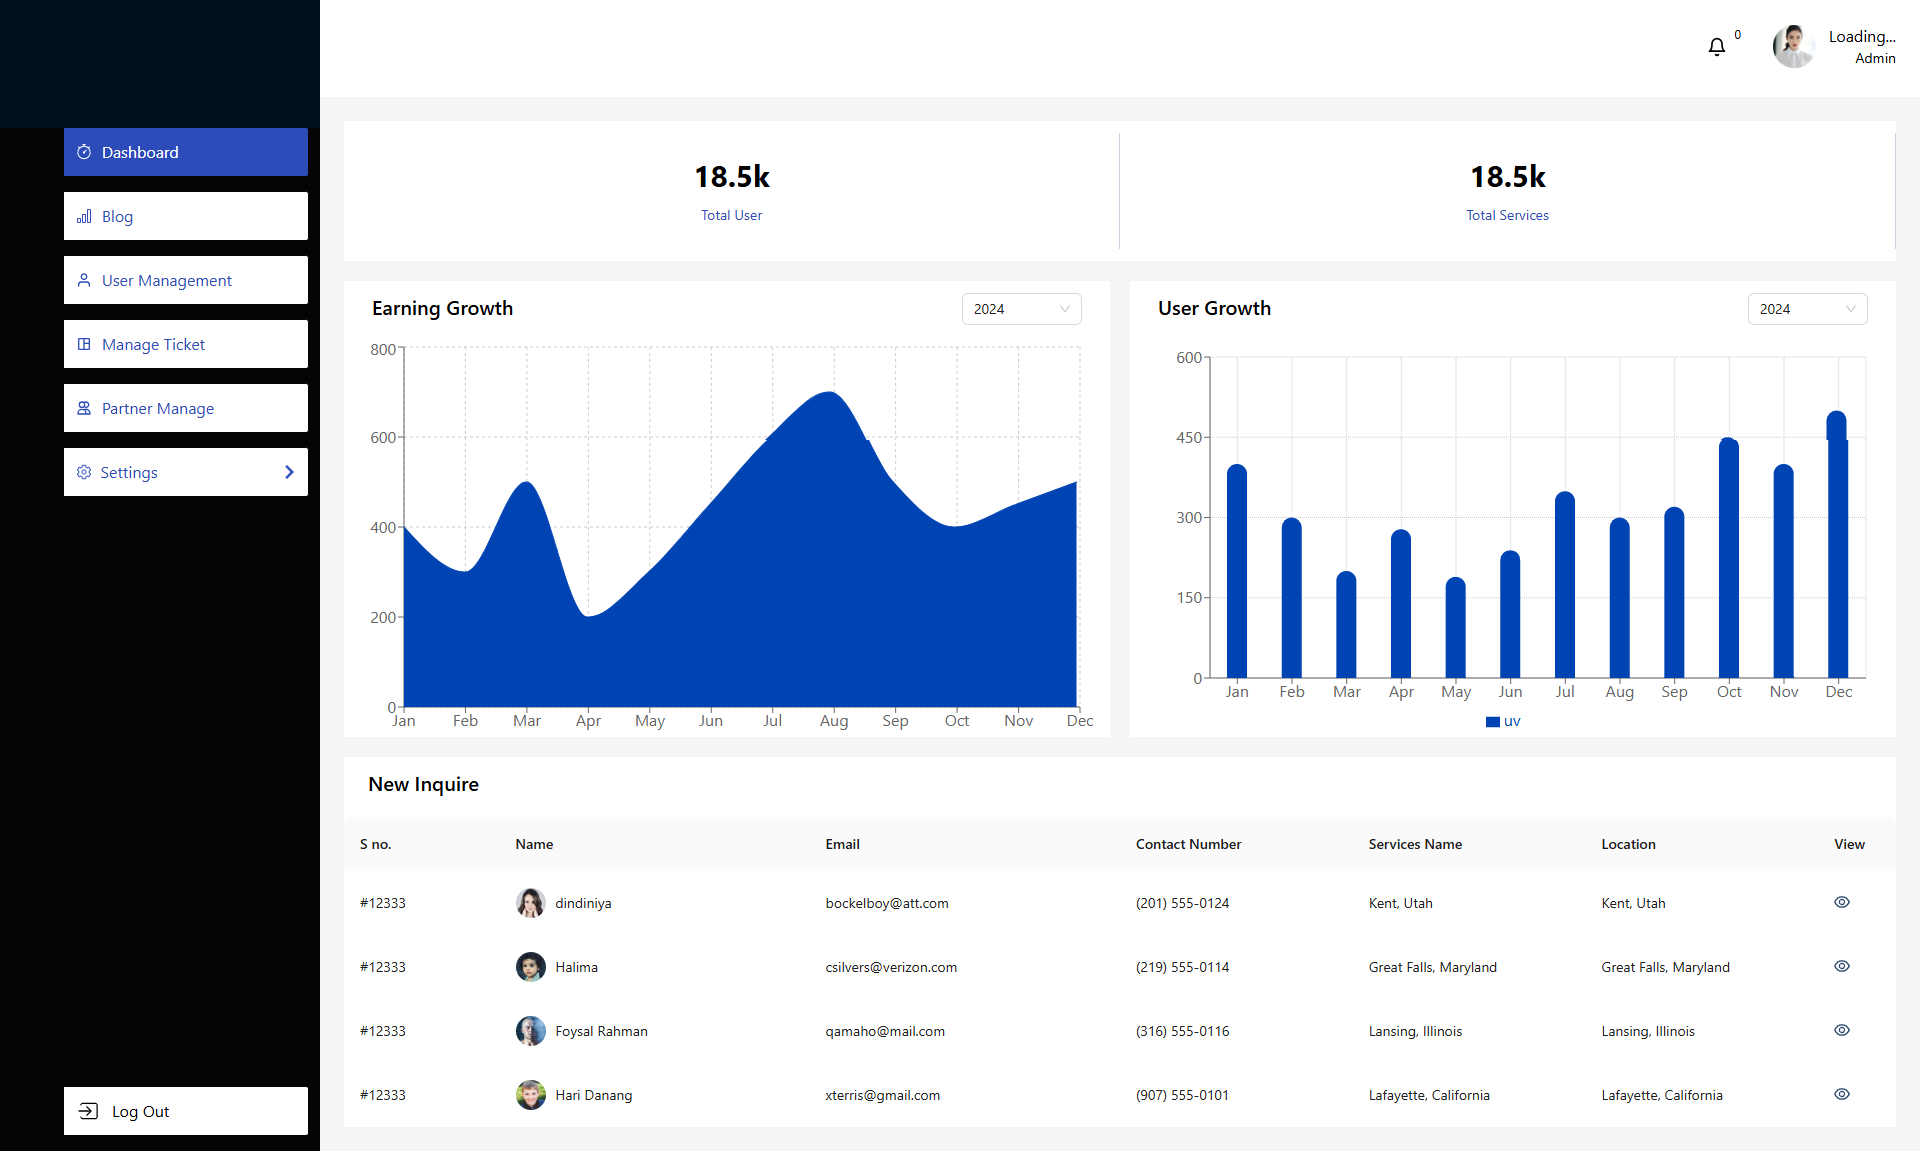 0
Loading...
Admin
Dashboard
Blog
User Management
Manage Ticket
Partner Manage
Settings
Log Out
18.5k
Total User
18.5k
Total Services
Earning Growth
2024
800
600
400
200
0
Jan Feb Mar Apr May Jun Jul Aug Sep Oct Nov Dec
User Growth
2024
600
450
300
150
0
Jan Feb Mar Apr May Jun Jul Aug Sep Oct Nov Dec
uv
New Inquire
S no. Name Email Contact Number Services Name Location View
#12333 dindiniya bockelboy@att.com (201) 555-0124 Kent, Utah Kent, Utah
#12333 Halima csilvers@verizon.com (219) 555-0114 Great Falls, Maryland Great Falls, Maryland
#12333 Foysal Rahman qamaho@mail.com (316) 555-0116 Lansing, Illinois Lansing, Illinois
#12333 Hari Danang xterris@gmail.com (907) 555-0101 Lafayette, California Lafayette, California